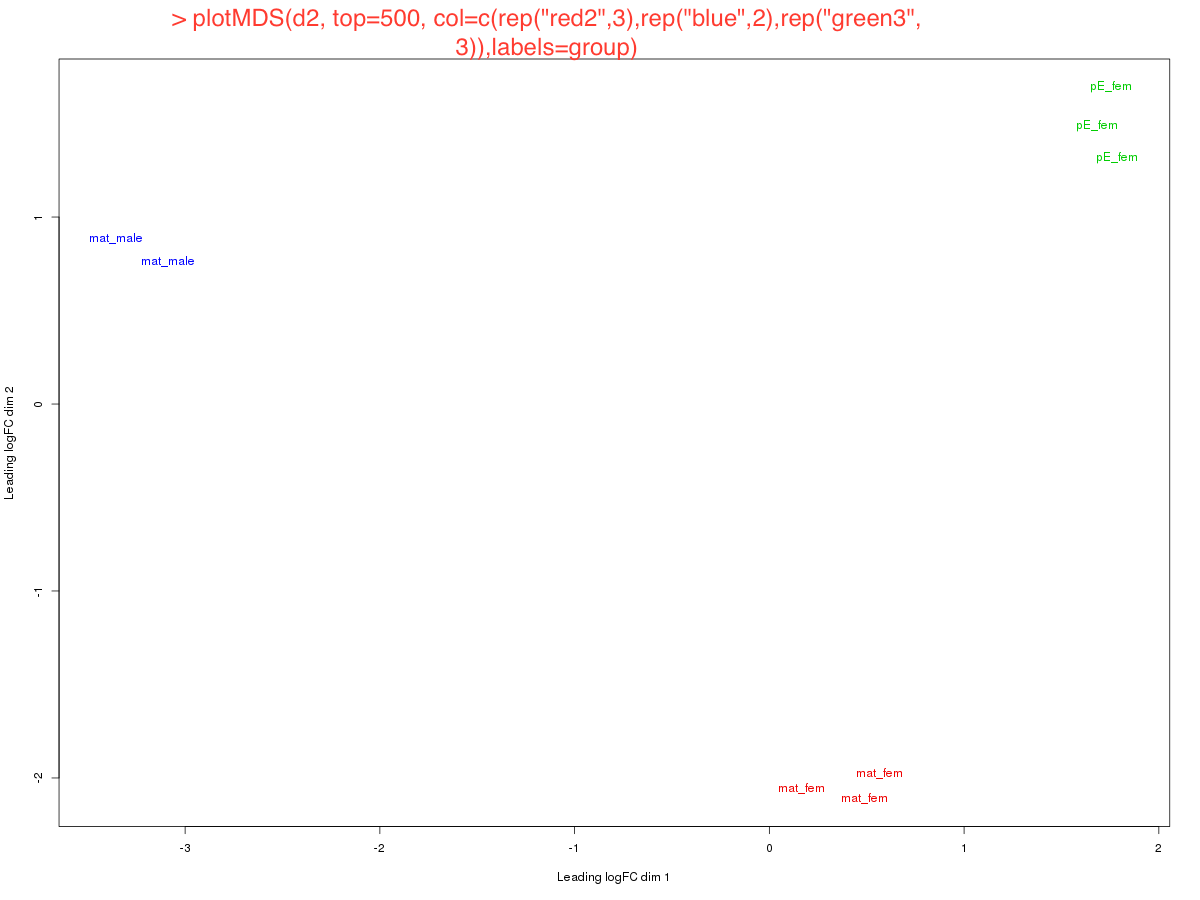 > plotMDS(d2, top=500, col=c(rep("red2",3),rep("blue",2),rep("green3",
3)),labels=group)
pE_fem
pE_fem
pE_fem
1
mat_male
mat_male
0
Leading logFC dim 2
-1
-2
mat_fem
mat_fem
mat_fem
-3 -2 -1 0 1 2
Leading logFC dim 1